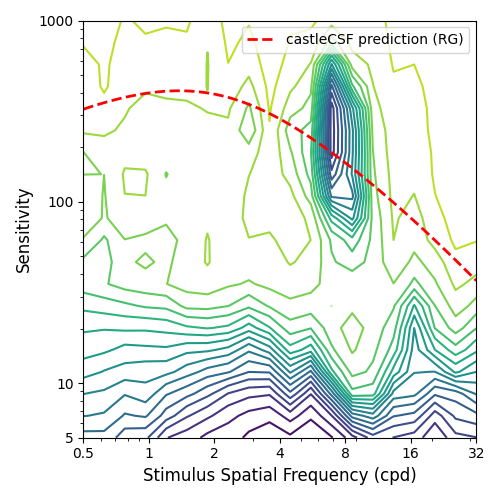 castleCSF prediction (RG)
Sensitivity
1000
100
10
5
0.5 1 2 4 8 16 32
Stimulus Spatial Frequency (cpd)